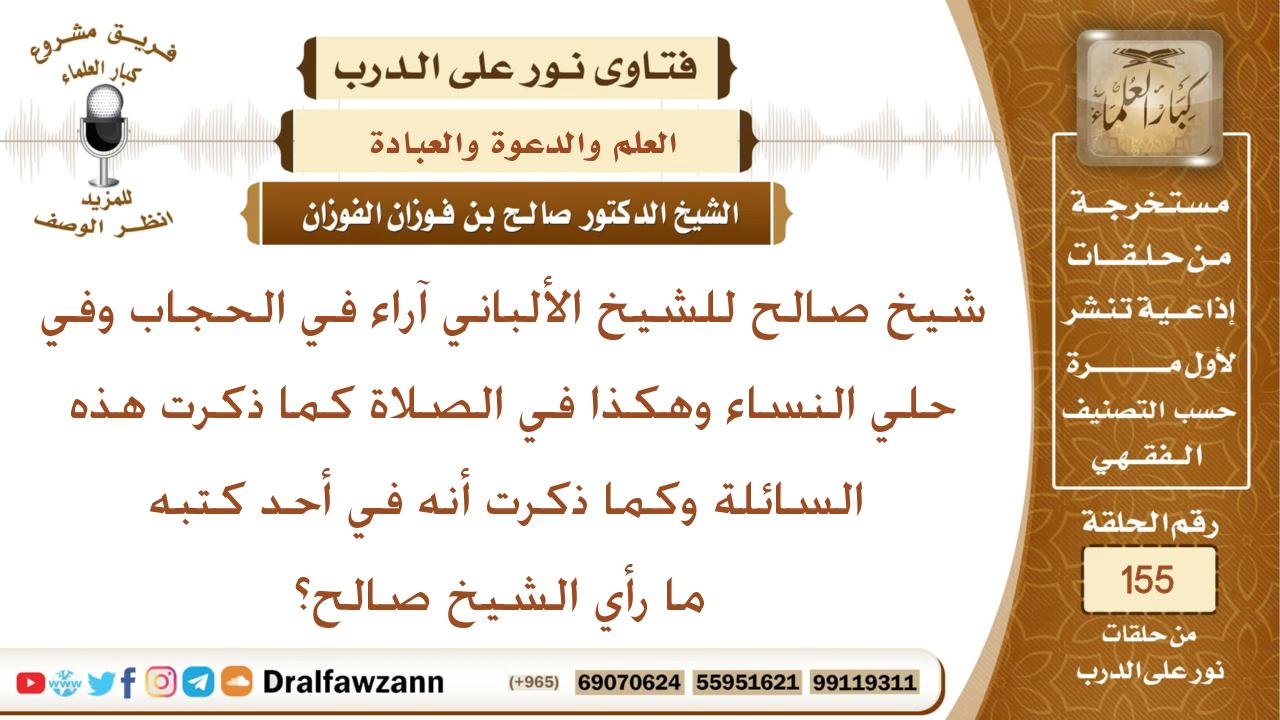 فريق مشروع
كبار العلماء
للمزيد
انظر الوصف
فتاوى نور على الدرب
العلم والدعوة والعبادة
الشيخ الدكتور صالح بن فوزان الفوزان
شيخ صالح للشيخ الألباني آراء في الحجاب وفي
حلي النساء وهكذا في الصلاة كما ذكرت هذه
السائلة وكما ذكرت أنه في أحد كتبه
ما رأي الشيخ صالح؟
كبار العلماء
مستخرجة
من حلقات
إذاعية تنشر
لأول مرة
حسب التصنيف
الفقهي
رقم الحلقة
155
من حلقات
نور على الدرب
www Dralfawzann (+965) 69070624 55951621 99119311